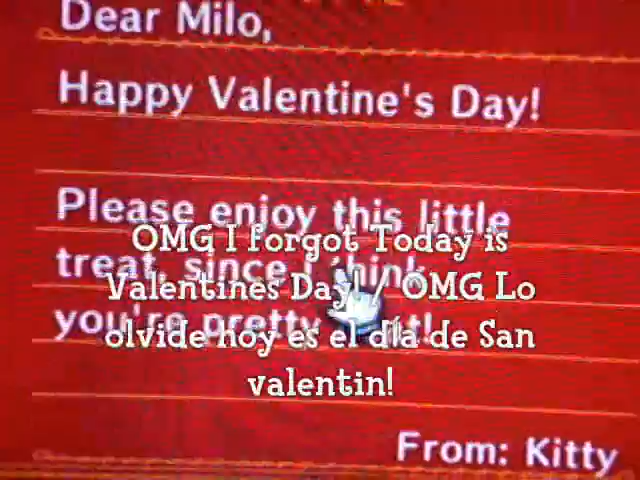 Dear Milo,
Happy Valentine's Day!
Please enjoy this little
treat, since I think
you're pretty
OMG I forgot Today is
Valentines Day! / OMG Lo
olvide hoy es el día de San
valentin!
From: Kitty